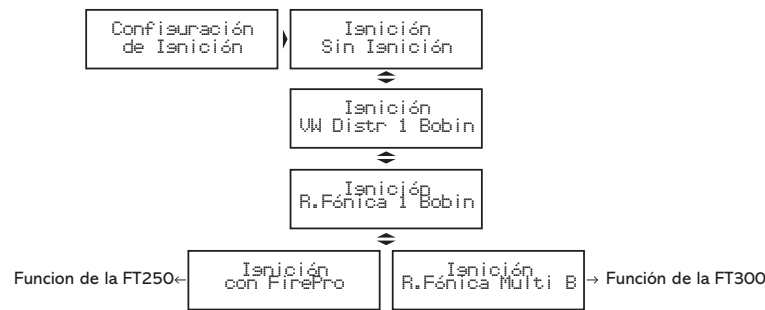 Configuración
de Ignición
Ignición
Sin Ignición
Ignición
VW Distr 1 Bobin
Ignición
R.Fónica 1 Bobin
Funcion de la FT250←
Ignición
con FirePro
Ignición
R.Fónica Multi B
→ Función de la FT300